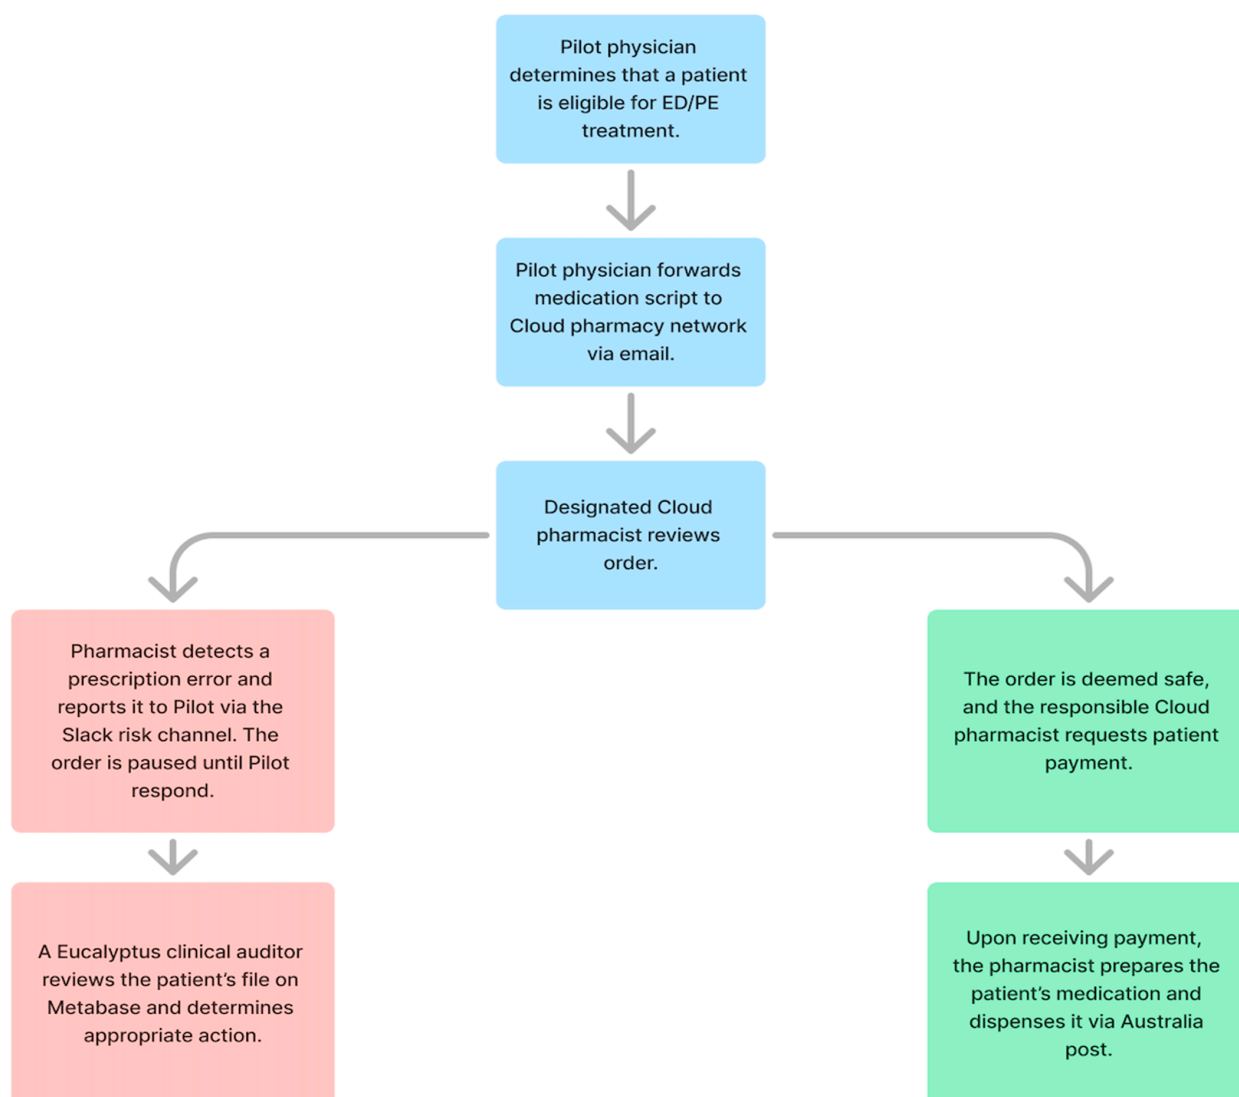 Pilot physician
determines that a patient
is eligible for ED/PE
treatment.
Pilot physician forwards
medication script to
Cloud pharmacy network
via email.
Designated Cloud
pharmacist reviews
order.
Pharmacist detects a
prescription error and
reports it to Pilot via the
Slack risk channel. The
order is paused until Pilot
respond.
A Eucalyptus clinical auditor
reviews the patient’s file on
Metabase and determines
appropriate action.
The order is deemed safe,
and the responsible Cloud
pharmacist requests patient
payment.
Upon receiving payment,
the pharmacist prepares the
patient’s medication and
dispenses it via Australia
post.